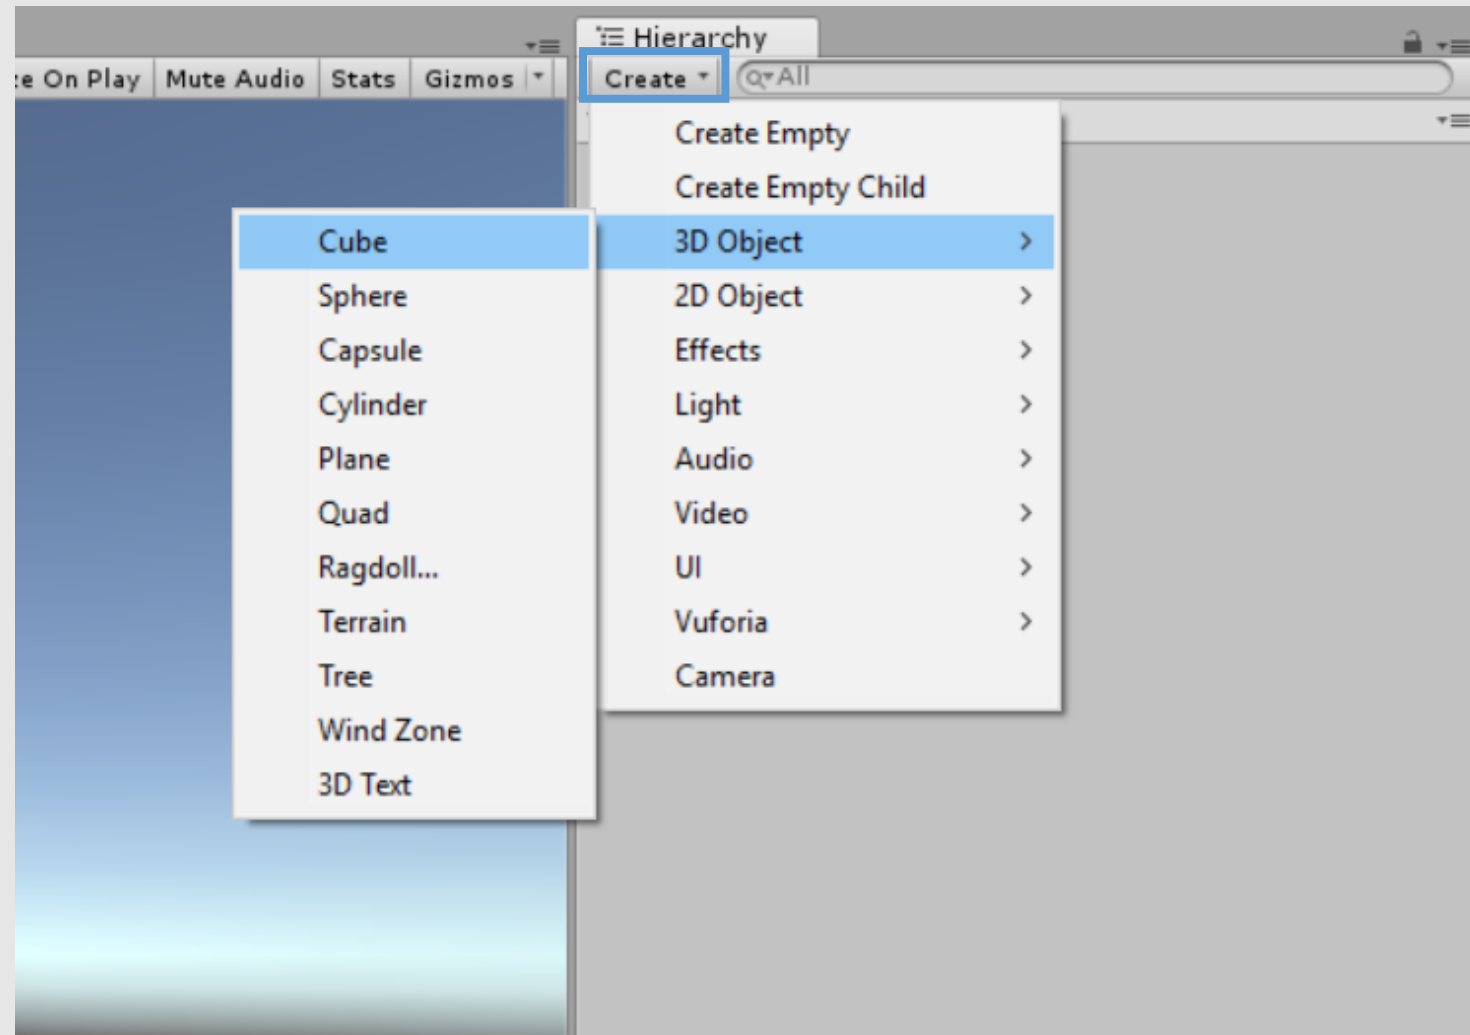 Hierarchy
e On Play Mute Audio Stats Gizmos Create All
Create Empty
Create Empty Child
3D Object
2D Object
Effects
Light
Audio
Video
UI
Vuforia
Camera
Cube
Sphere
Capsule
Cylinder
Plane
Quad
Ragdoll...
Terrain
Tree
Wind Zone
3D Text